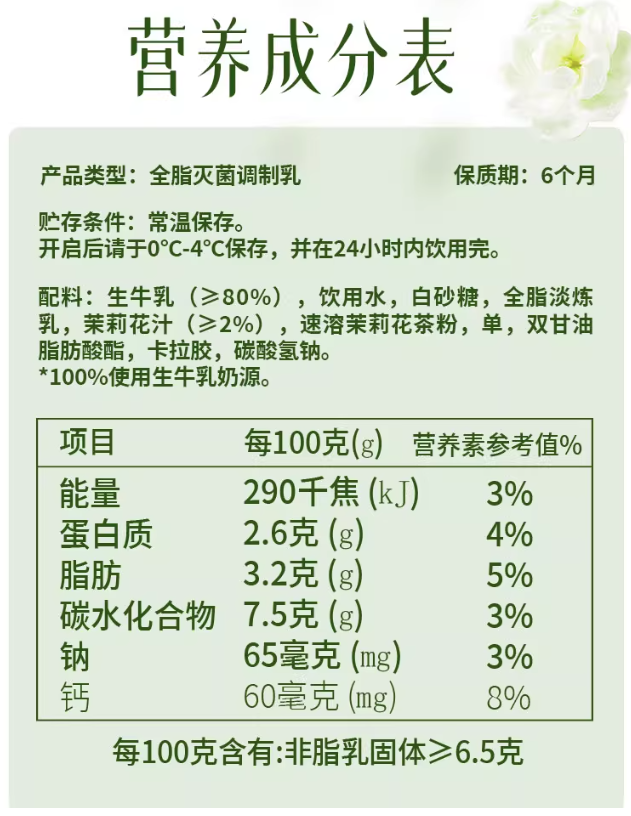 营养成分表
产品类型：全脂灭菌调制乳 保质期：6个月
贮存条件：常温保存。
开启后请于0℃-4℃保存，并在24小时内饮用完。
配料：生牛乳（≥80%），饮用水，白砂糖，全脂淡炼
乳，茉莉花汁（≥2%），速溶茉莉花茶粉，单，双甘油
脂肪酸酯，卡拉胶，碳酸氢钠。
*100%使用生牛乳奶源。
项目 每100克(g) 营养素参考值%
能量 290千焦 (kJ) 3%
蛋白质 2.6克 (g) 4%
脂肪 3.2克 (g) 5%
碳水化合物 7.5克 (g) 3%
钠 65毫克 (mg) 3%
钙 60毫克 (mg) 8%
每100克含有:非脂乳固体≥6.5克